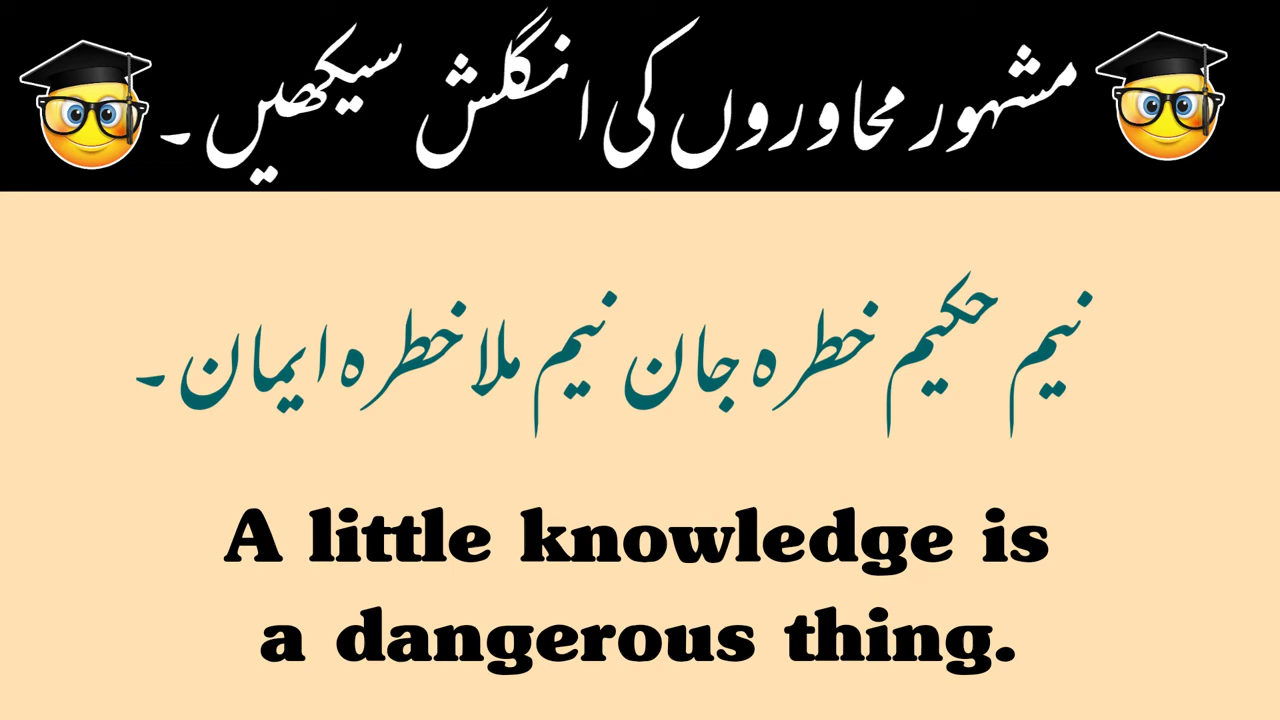 مشہور محاوروں کی انگلش سیکھیں۔
نیم حکیم خطرہ جان نیم ملا خطرہ ایمان۔
A little knowledge is
a dangerous thing.